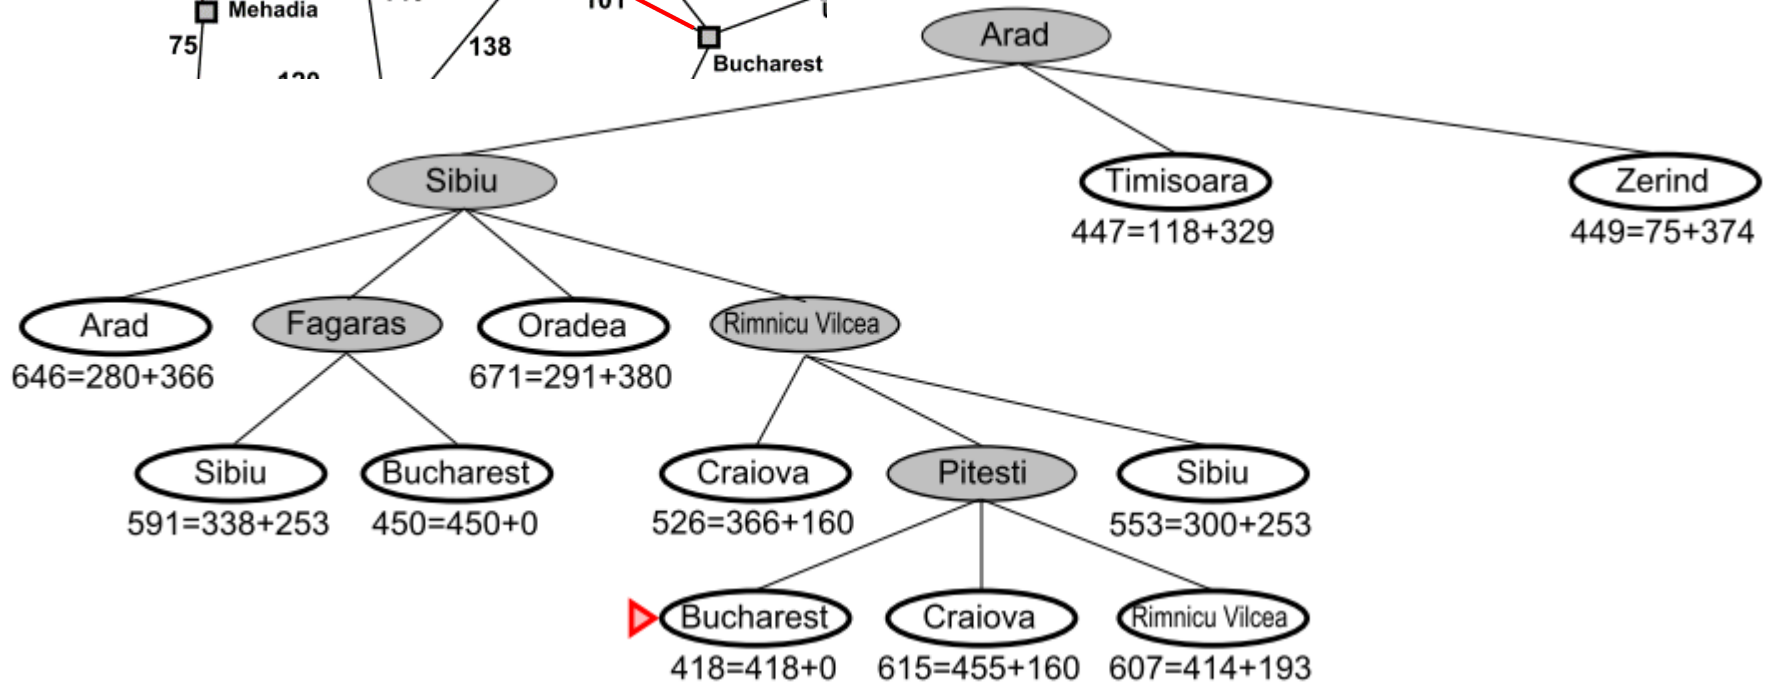 Mehadia
75
138
101
Bucharest
120
Arad
Sibiu
Timisoara
Zerind
447=118+329
449=75+374
Arad
Fagaras
Oradea
Rimnicu Vilcea
646=280+366
671=291+380
Sibiu
Bucharest
Craiova
Pitesti
Sibiu
591=338+253
450=450+0
526=366+160
553=300+253
Bucharest
Craiova
Rimnicu Vilcea
418=418+0
615=455+160
607=414+193